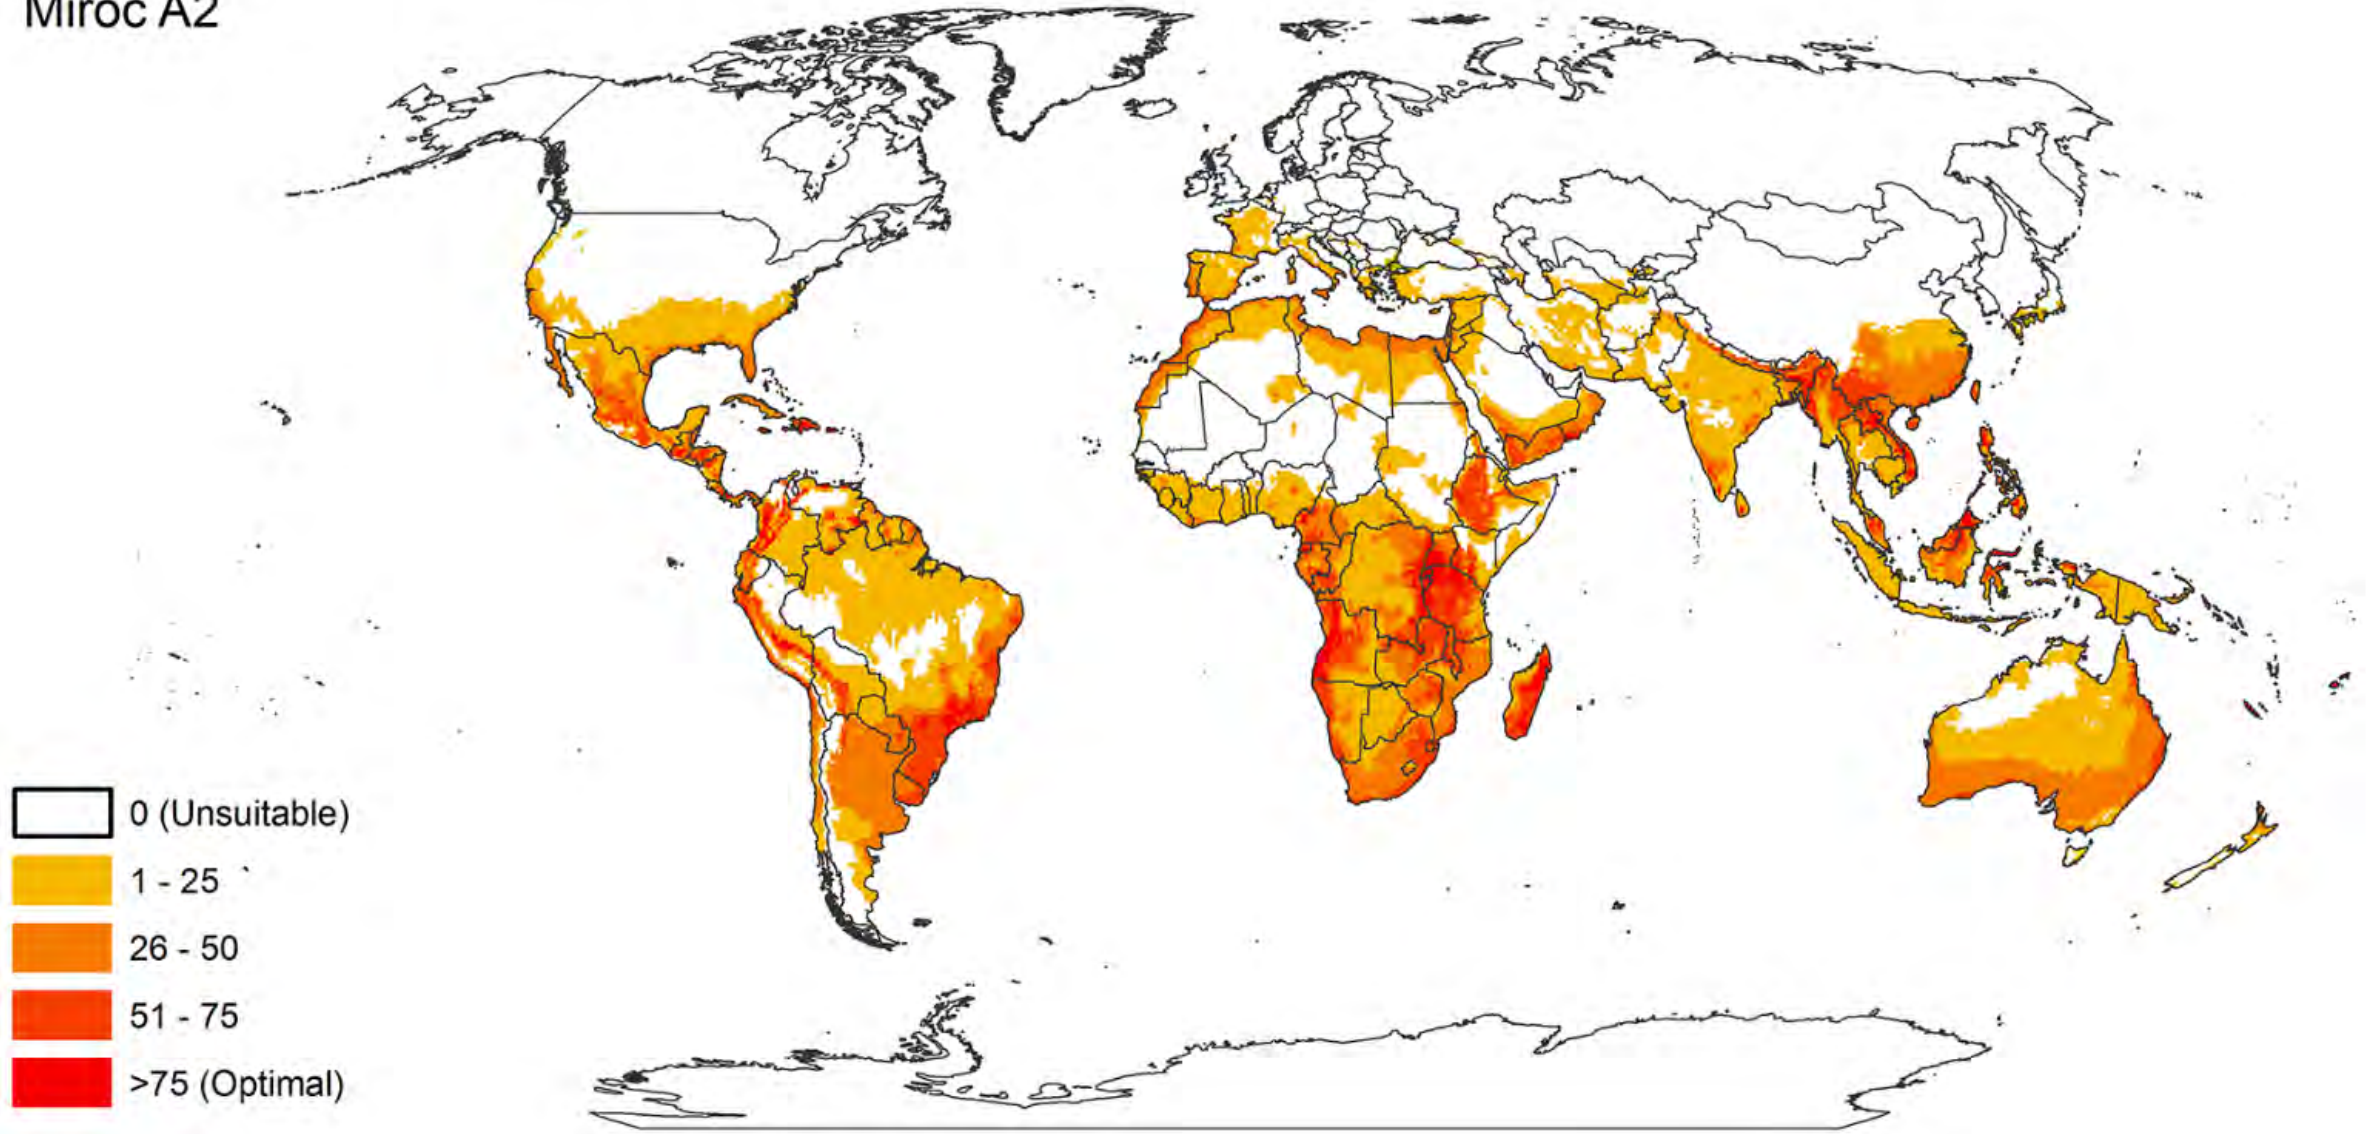 Miroc A2
0 (Unsuitable)
1 - 25
26 - 50
51 - 75
>75 (Optimal)